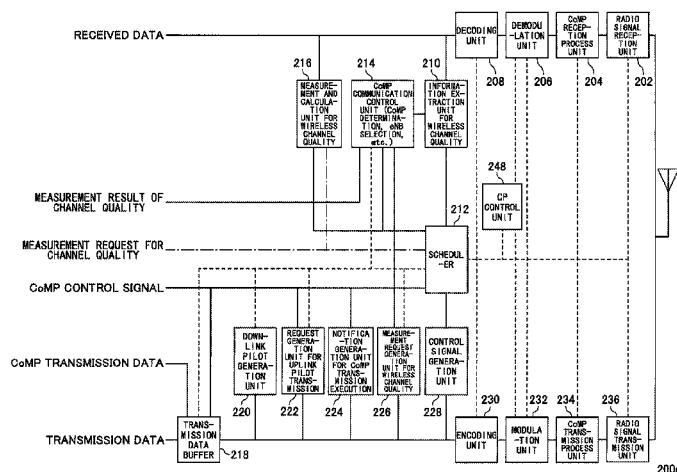 RECEIVED DATA
DECODING
UNIT
208
DEMODU
-LATION
UNIT
206
CoMP
RECEPTION
PROCESS UNIT
204
RADIO
SIGNAL
RECEPTION
UNIT
202
216
MEASURE-
MENT AND
CALCULA-
TION
UNIT FOR
WIRELESS
CHANNEL
QUALITY
214
CoMP
COMMUNICATION
CONTROL
UNIT (CoMP
DETERMINA-
TION, eNB
SELECTION,
etc.)
210
INFORMA-
TION EX-
TRACTION
UNIT
FOR
WIRELESS
CHANNEL
QUALITY
MEASUREMENT RESULT OF
CHANNEL QUALITY
MEASUREMENT REQUEST FOR
CHANNEL QUALITY
212
SCHEDUL
-ER
248
CP
CONTROL
UNIT
CoMP CONTROL SIGNAL
CoMP TRANSMISSION DATA
DOWN-
LINK
PILOT
GENERA-
TION
UNIT
220
REQUEST
GENERA-
TION
UNIT FOR
UPLINK
PILOT
TRANS-
MISSION
222
NOTIFICA
-TION
GENERA-
TION UNIT
FOR CoMP
TRANS-
MISSION
EXECUTION
224
MEASURE-
MENT
REQUEST
GENERA-
TION
UNIT FOR
WIRELESS
CHANNEL
QUALITY
226
CONTROL
SIGNAL
GENERA-
TION
UNIT
228
TRANSMISSION DATA
TRANS-
MISSION
DATA
BUFFER
218
230
ENCODING
UNIT
232
MODULA-
TION
UNIT
234
CoMP
TRANS-
MISSION
PROCESS
UNIT
236
RADIO
SIGNAL
TRANS-
MISSION
UNIT